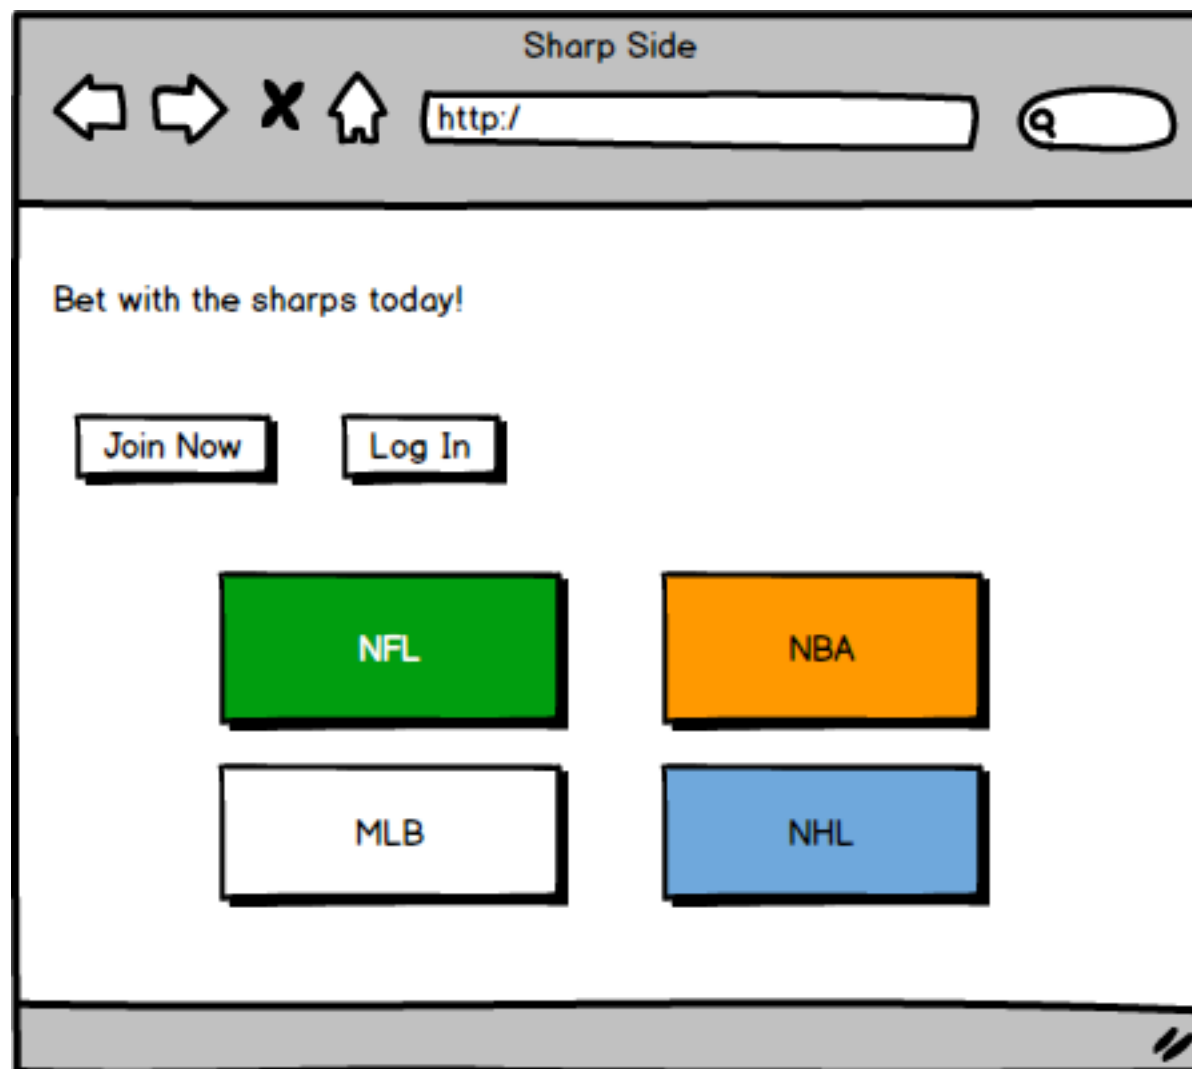 Sharp Side
http:/
Bet with the sharps today!
Join Now Log In
NFL NBA
MLB NHL